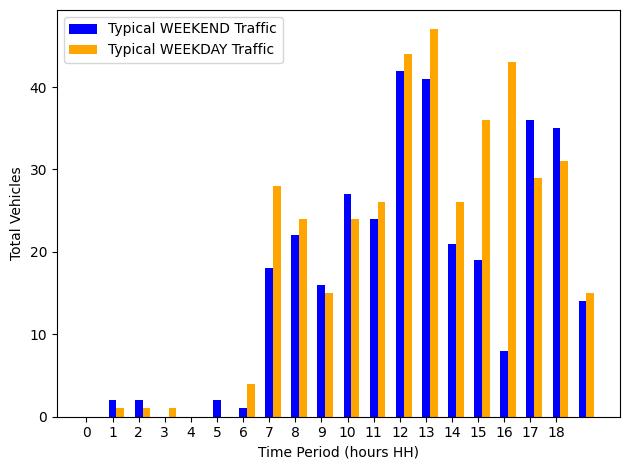 Typical WEEKEND Traffic
Typical WEEKDAY Traffic
Total Vehicles
40
30
20
10
0
0 1 2 3 4 5 6 7 8 9 10 11 12 13 14 15 16 17 18
Time Period (hours HH)